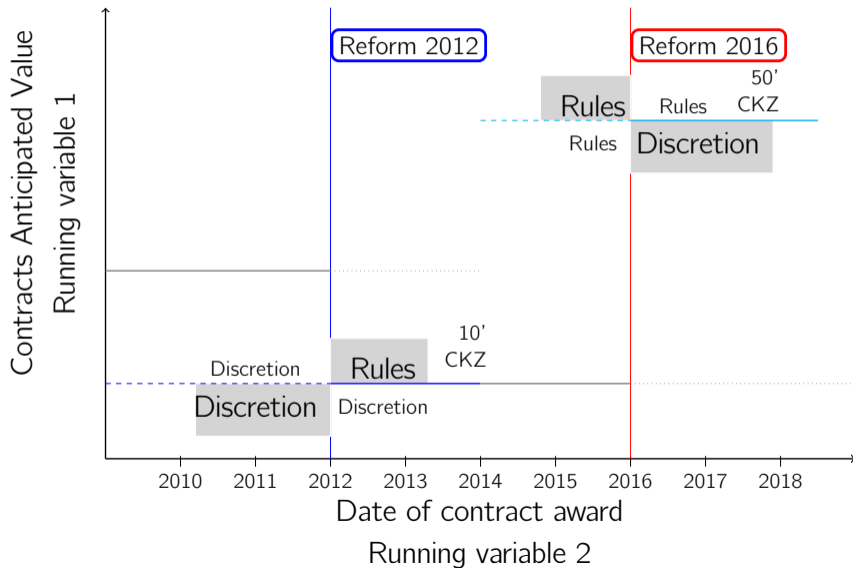 Contracts Anticipated Value
Running variable 1
Reform 2012
Reform 2016
50'
CKZ
Rules
Rules
Rules
Discretion
10'
CKZ
Discretion
Rules
Discretion
Discretion
2010 2011 2012 2013 2014 2015 2016 2017 2018
Date of contract award
Running variable 2